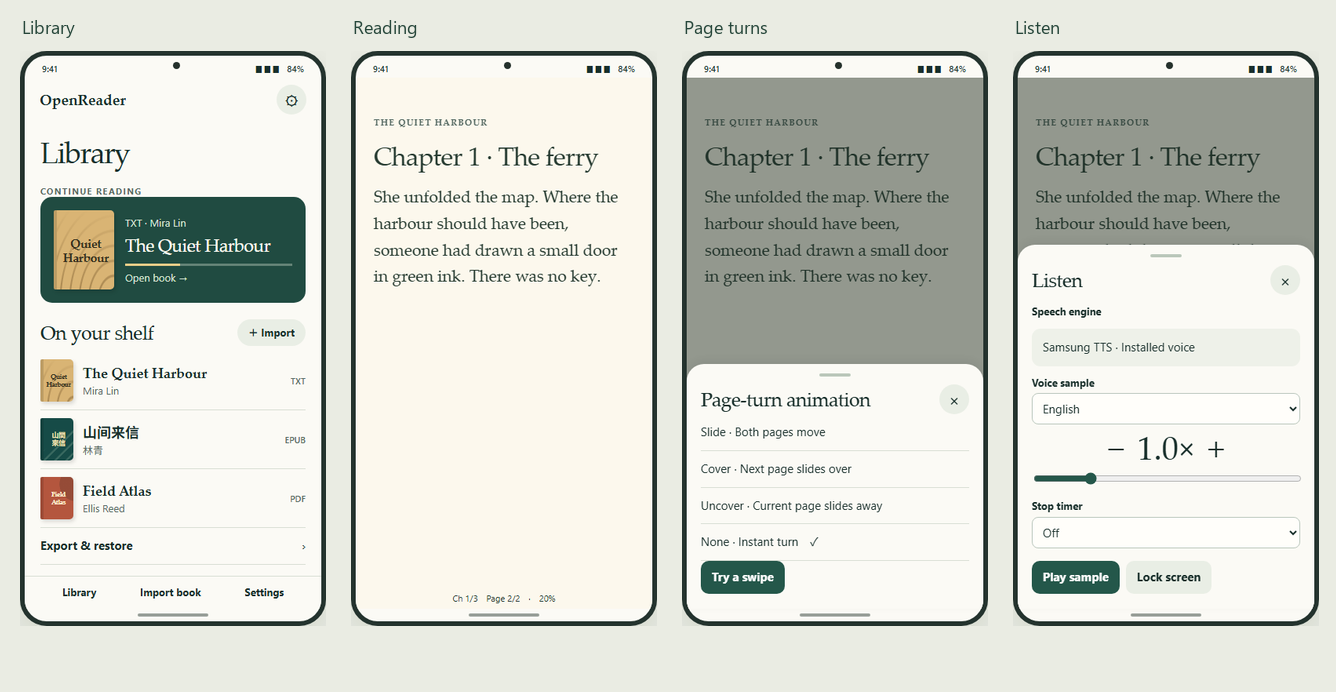 Library
9:41
84%
OpenReader
Library
CONTINUE READING
Quiet
Harbour
TXT · Mira Lin
The Quiet Harbour
Open book →
On your shelf
+ Import
Quiet
Harbour
The Quiet Harbour
Mira Lin
TXT
山间
来信
山间来信
林青
EPUB
Field
Atlas
Field Atlas
Ellis Reed
PDF
Export & restore ›
Library
Import book
Settings
Reading
9:41
84%
THE QUIET HARBOUR
Chapter 1 · The ferry
She unfolded the map. Where the
harbour should have been,
someone had drawn a small door
in green ink. There was no key.
Ch 1/3 Page 2/2 · 20%
Page turns
9:41
84%
THE QUIET HARBOUR
Chapter 1 · The ferry
She unfolded the map. Where the
harbour should have been,
someone had drawn a small door
in green ink. There was no key.
Page-turn animation
×
Slide · Both pages move
Cover · Next page slides over
Uncover · Current page slides away
None · Instant turn ✓
Try a swipe
Listen
9:41
84%
THE QUIET HARBOUR
Chapter 1 · The ferry
She unfolded the map. Where the
harbour should have been,
Listen
×
Speech engine
Samsung TTS · Installed voice
Voice sample
English
− 1.0× +
Stop timer
Off
Play sample
Lock screen